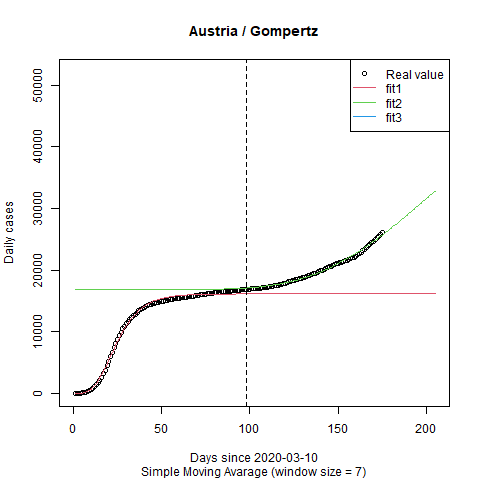 Austria / Gompertz
Real value
fit1
fit2
fit3
Daily cases
0
10000
20000
30000
40000
50000
0 50 100 150 200
Days since 2020-03-10
Simple Moving Avarage (window size = 7)